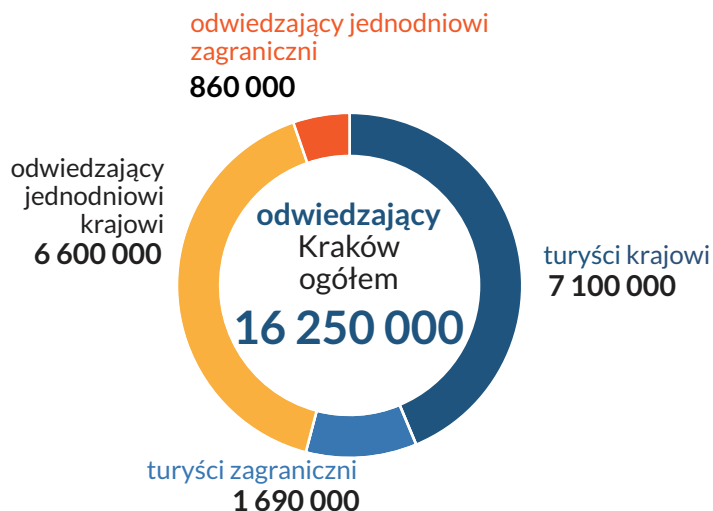 odwiedzający jednodniowi
zagraniczni
860 000
odwiedzający
jednodniowi
krajowi
6 600 000
odwiedzający
Kraków
ogółem
16 250 000
turyści krajowi
7 100 000
turyści zagraniczni
1 690 000